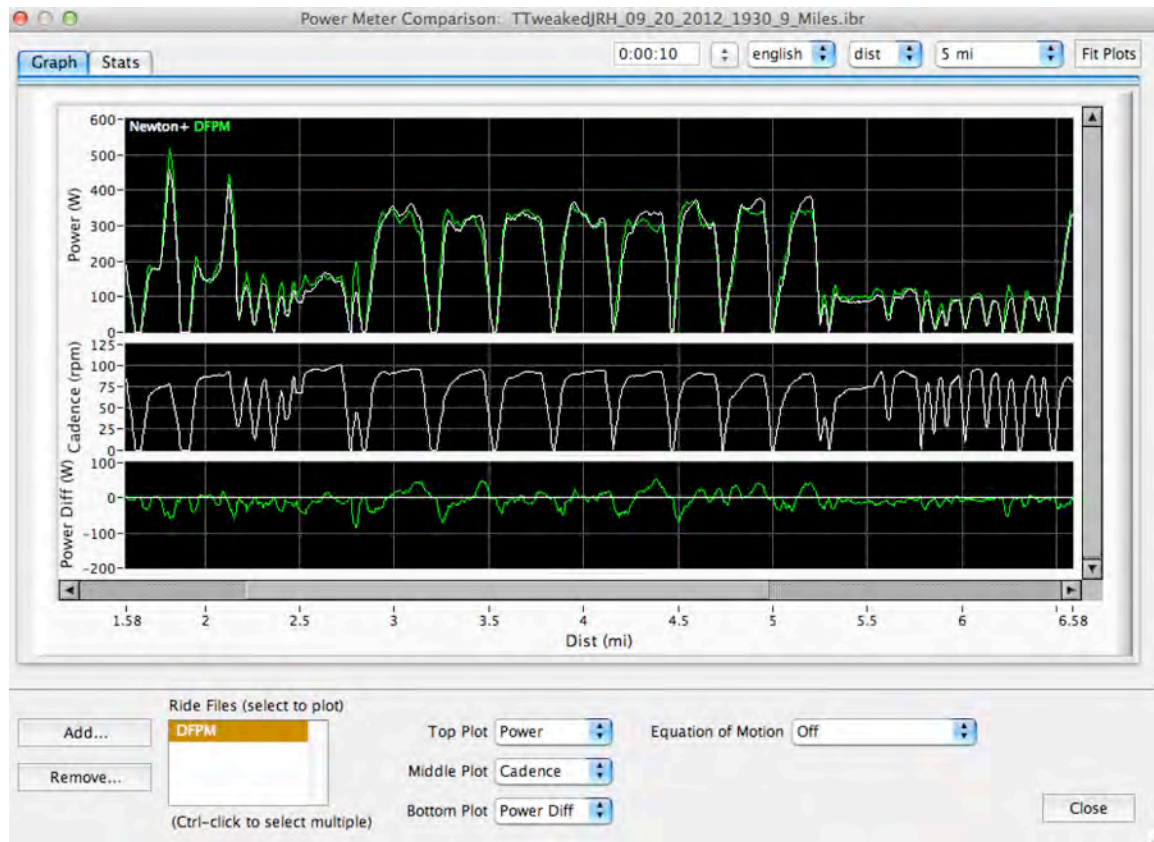 Power Meter Comparison: TTweakedJRH_09_20_2012_1930_9_Miles.ibr
Graph Stats 0:00:10 english dist 5 mi Fit Plots
Newton+ DFPM
Power (W)
600
500
400
300
200
100
0
Cadence (rpm)
125
100
75
50
25
0
Power Diff (W)
100
0
-100
-200
1.58 2 2.5 3 3.5 4 4.5 5 5.5 6 6.58
Dist (mi)
Ride Files (select to plot)
Add... DFPM Top Plot Power Equation of Motion Off
Remove... Middle Plot Cadence
(Ctrl-click to select multiple) Bottom Plot Power Diff Close